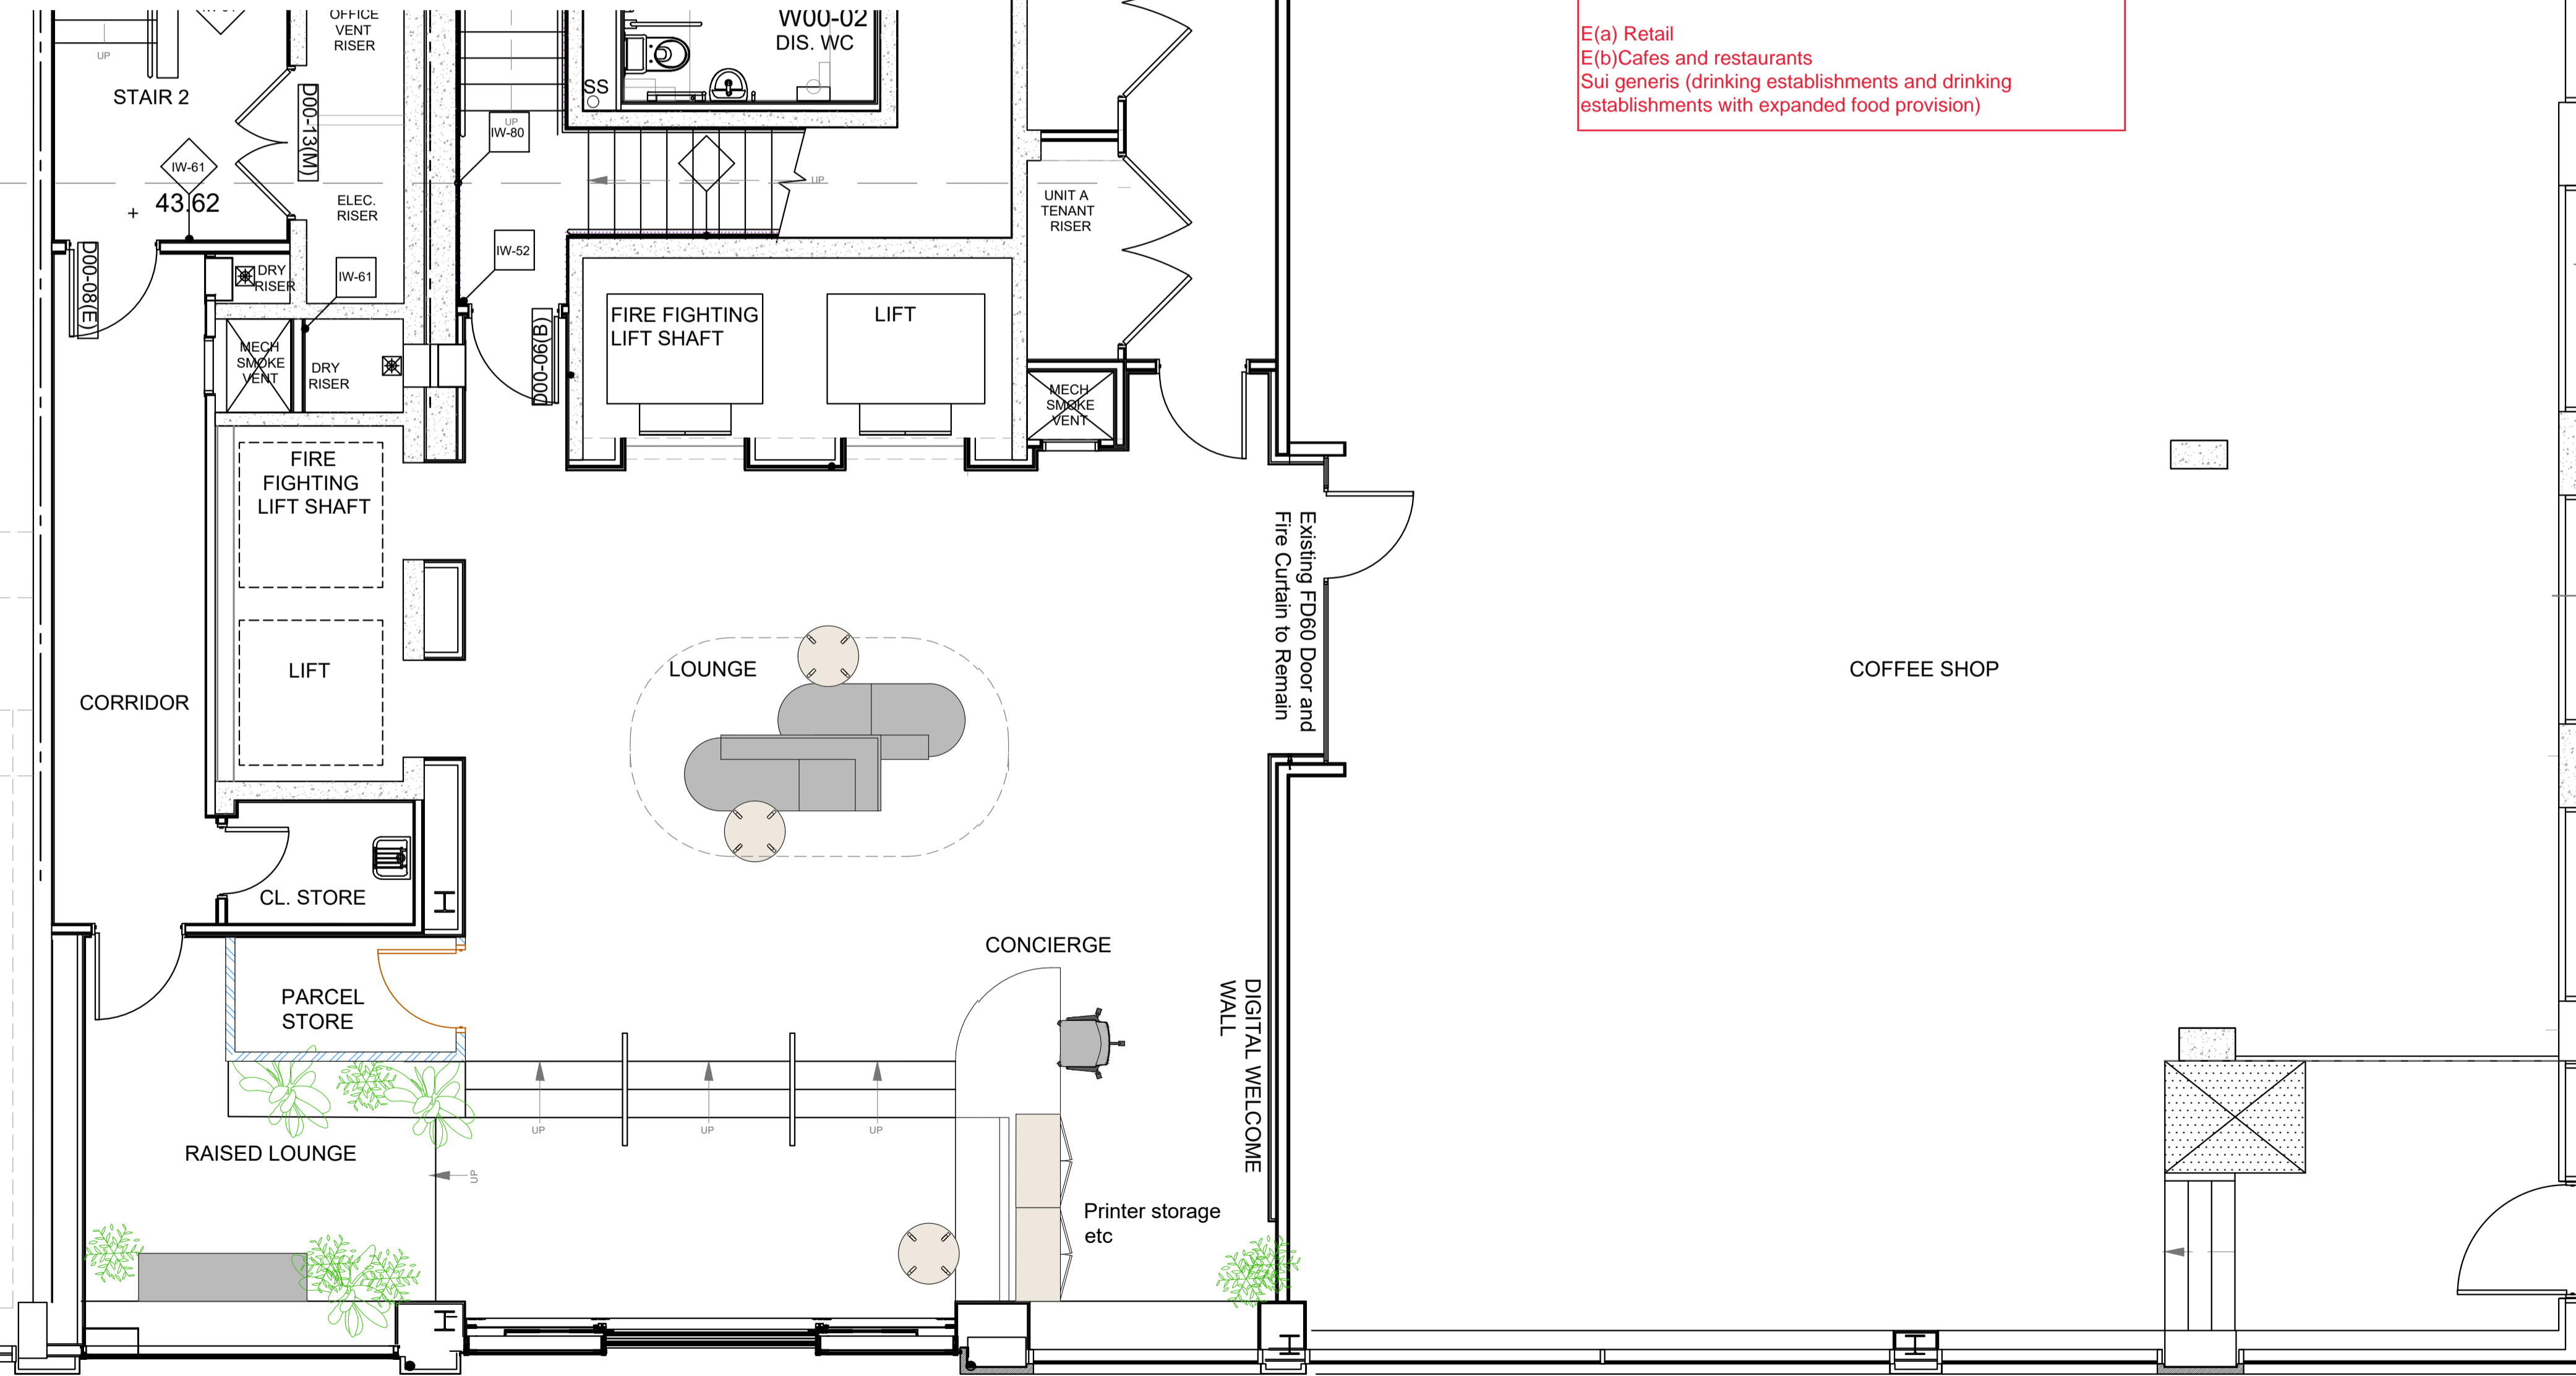 OFFICE
VENT
RISER
W00-02
DIS. WC
E(a) Retail
E(b)Cafes and restaurants
Sui generis (drinking establishments and drinking
establishments with expanded food provision)
UP
STAIR 2
D00-13(M)
SS
UP
IW-80
IW-61
43.62
ELEC.
RISER
UP
UNIT A
TENANT
RISER
D00-08(E)
DRY
RISER
IW-61
IW-52
MECH
SMOKE
VENT
DRY
RISER
D00-06(B)
FIRE FIGHTING
LIFT SHAFT
LIFT
MECH
SMOKE
VENT
FIRE
FIGHTING
LIFT SHAFT
Existing FD60 Door and
Fire Curtain to Remain
LIFT
LOUNGE
COFFEE SHOP
CORRIDOR
CL. STORE
CONCIERGE
PARCEL
STORE
DIGITAL WELCOME
WALL
UP
UP
UP
RAISED LOUNGE
UP
Printer storage
etc